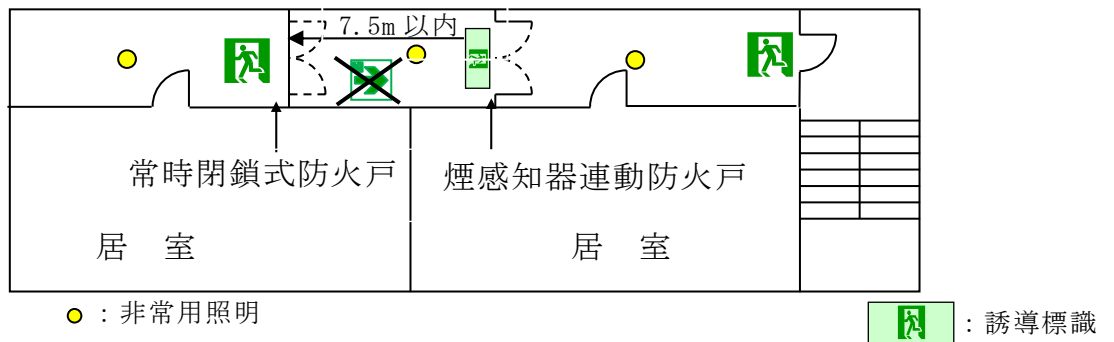 7.5m 以内
常時閉鎖式防火戸
煙感知器連動防火戸
居 室
居 室
：非常用照明
：誘導標識